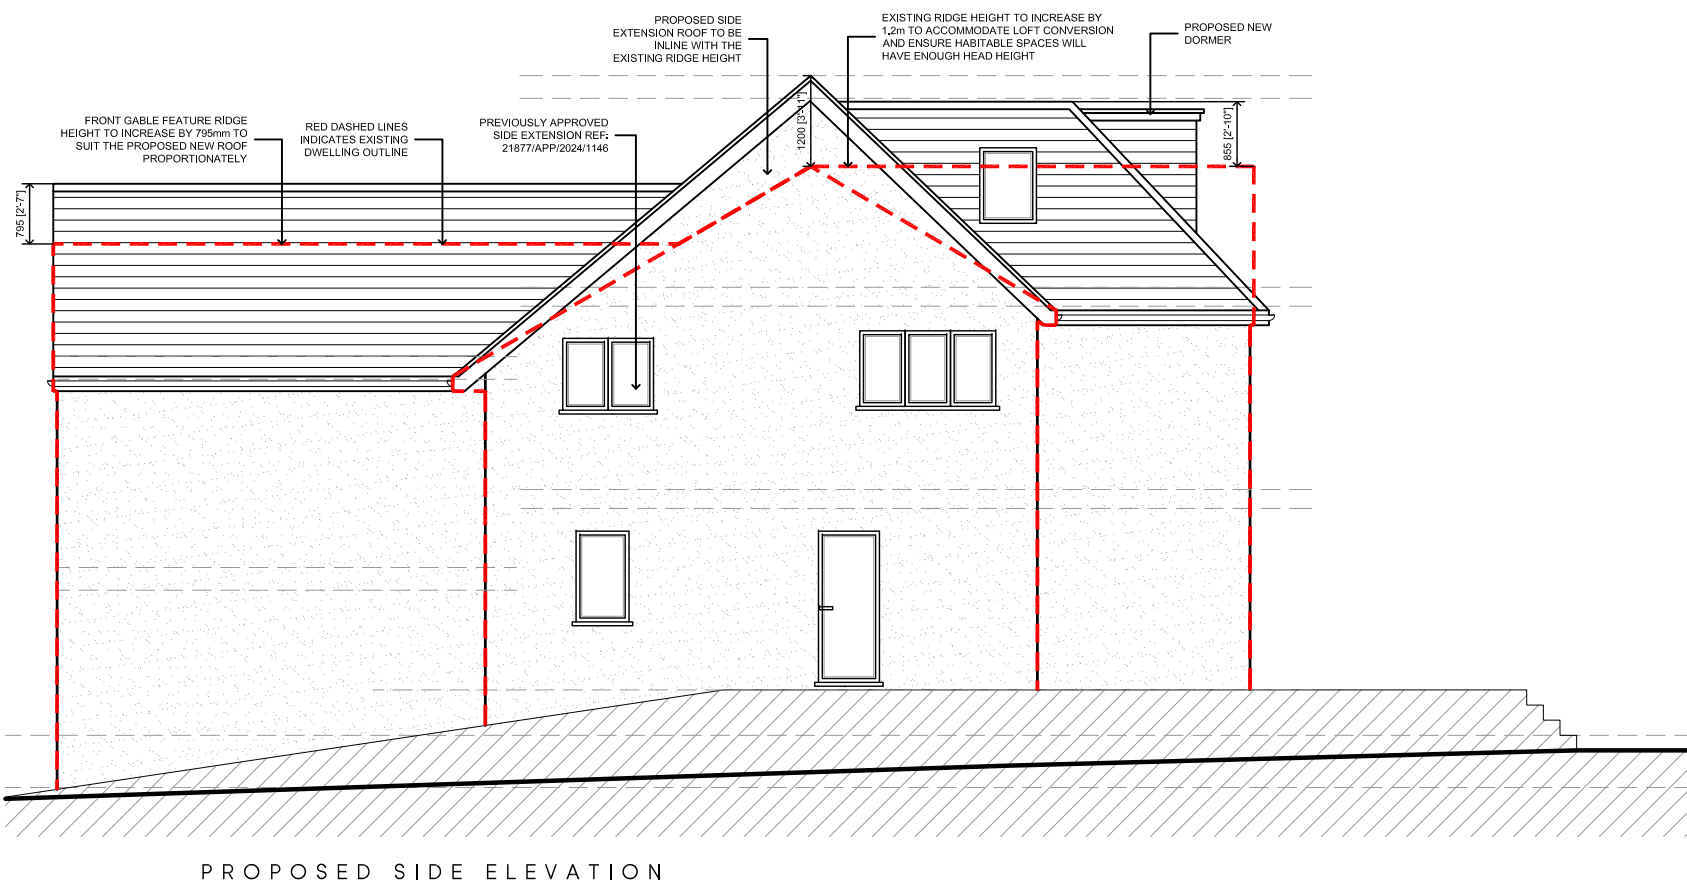 PROPOSED SIDE
EXTENSION ROOF TO BE
INLINE WITH THE
EXISTING RIDGE HEIGHT
EXISTING RIDGE HEIGHT TO INCREASE BY
1.2m TO ACCOMMODATE LOFT CONVERSION
AND ENSURE HABITABLE SPACES WILL
HAVE ENOUGH HEAD HEIGHT
PROPOSED NEW
DORMER
FRONT GABLE FEATURE RIDGE
HEIGHT TO INCREASE BY 795mm TO
SUIT THE PROPOSED NEW ROOF
PROPORTIONATELY
RED DASHED LINES
INDICATES EXISTING
DWELLING OUTLINE
PREVIOUSLY APPROVED
SIDE EXTENSION REF:
21877/APP/2024/1146
1200 [3'-11"]
855 [2'-10"]
795 [2'-7"]
PROPOSED SIDE ELEVATION